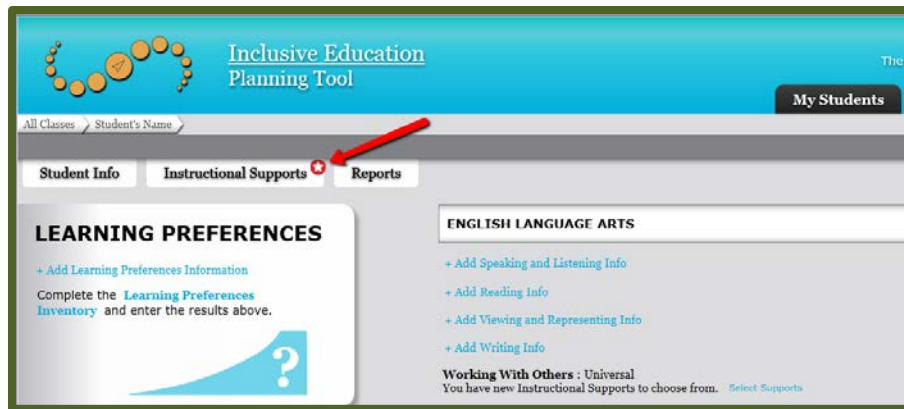 Inclusive Education
Planning Tool
The
My Students
All Classes
Student's Name
Student Info
Instructional Supports
Reports
LEARNING PREFERENCES
+ Add Learning Preferences Information
Complete the Learning Preferences
Inventory and enter the results above.
?
ENGLISH LANGUAGE ARTS
+ Add Speaking and Listening Info
+ Add Reading Info
+ Add Viewing and Representing Info
+ Add Writing Info
Working With Others : Universal
You have new Instructional Supports to choose from. Select Supports